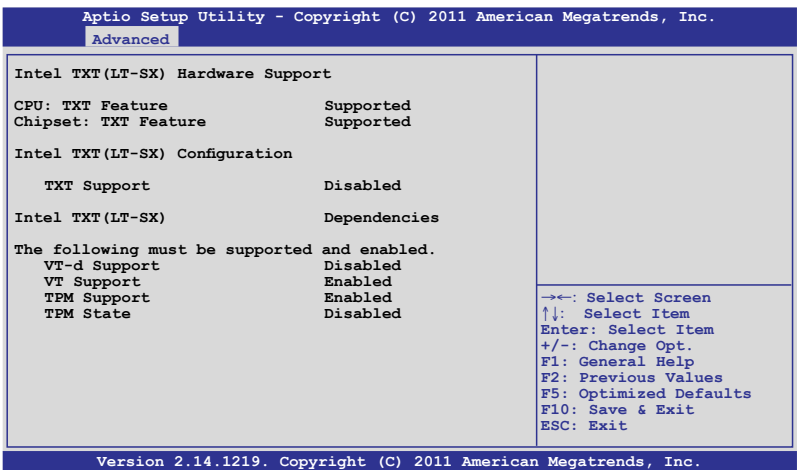 Aptio Setup Utility - Copyright (C) 2011 American Megatrends, Inc.
Advanced
Intel TXT(LT-SX) Hardware Support
CPU: TXT Feature Supported
Chipset: TXT Feature Supported
Intel TXT(LT-SX) Configuration
TXT Support Disabled
Intel TXT(LT-SX) Dependencies
The following must be supported and enabled.
VT-d Support Disabled
VT Support Enabled
TPM Support Enabled
TPM State Disabled
→←: Select Screen
↑↓: Select Item
Enter: Select Item
+/-: Change Opt.
F1: General Help
F2: Previous Values
F5: Optimized Defaults
F10: Save & Exit
ESC: Exit
Version 2.14.1219. Copyright (C) 2011 American Megatrends, Inc.